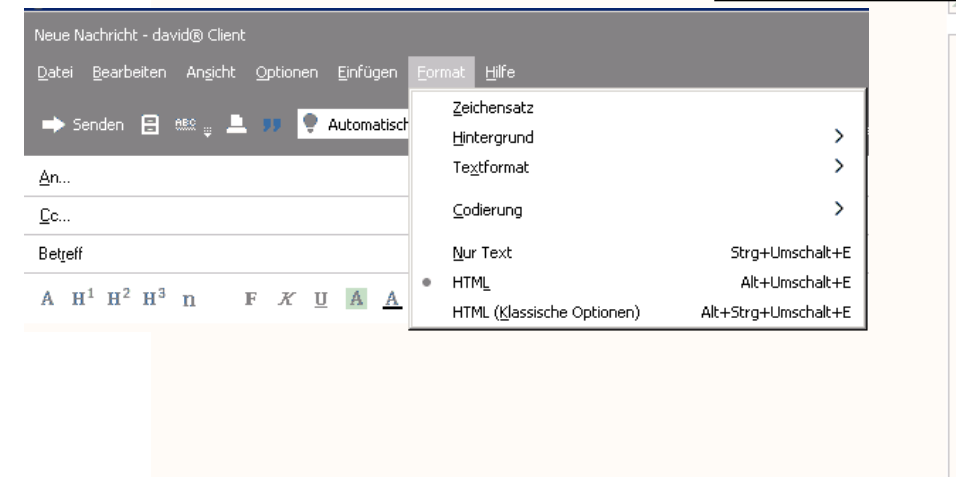 Neue Nachricht - david® Client
Datei Bearbeiten Ansicht Optionen Einfügen Format Hilfe
Senden ABC Automatisch
Zeichensatz
Hintergrund
Textformat
Codierung
Nur Text Strg+Umschalt+E
HTML Alt+Umschalt+E
HTML (Klassische Optionen) Alt+Strg+Umschalt+E
An...
Cc...
Betreff
A H1 H2 H3 n F K U A A